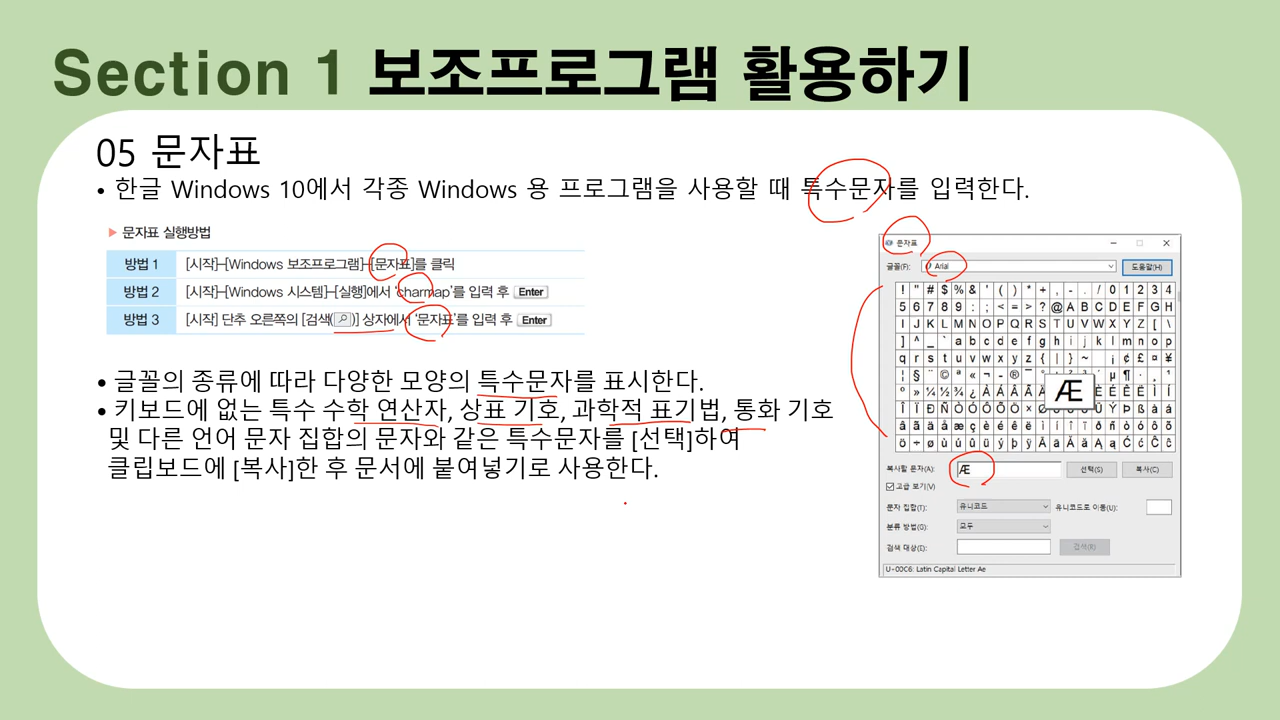 Section 1 보조프로그램 활용하기
05 문자표
• 한글 Windows 10에서 각종 Windows 용 프로그램을 사용할 때 특수문자를 입력한다.
▶ 문자표 실행방법
방법 1 [시작]-[Windows 보조프로그램]-[문자표]를 클릭
방법 2 [시작]-[Windows 시스템]-[실행]에서 'charmap'를 입력 후 Enter
방법 3 [시작] 단추 오른쪽의 [검색()] 상자에서 '문자표'를 입력 후 Enter
• 글꼴의 종류에 따라 다양한 모양의 특수문자를 표시한다.
• 키보드에 없는 특수 수학 연산자, 상표 기호, 과학적 표기법, 통화 기호
및 다른 언어 문자 집합의 문자와 같은 특수문자를 [선택]하여
클립보드에 [복사]한 후 문서에 붙여넣기로 사용한다.
문자표
글꼴(F): Arial 도움말(H)
! " # $ % & ' ( ) * + , - . / 0 1 2 3 4
5 6 7 8 9 : ; < = > ? @ A B C D E F G H
I J K L M N O P Q R S T U V W X Y Z [ \
] ^ _ ` a b c d e f g h i j k l m n o p
q r s t u v w x y z { | } ~ ¡ ¢ £ ¤ ¥
Æ
복사할 문자(A): Æ 선택(S) 복사(C)
고급 보기(V)
문자 집합(T): 유니코드 유니코드로 이동(U):
분류 방법(G): 모두
검색 대상(E): 검색(R)
U+00C6: Latin Capital Letter Ae